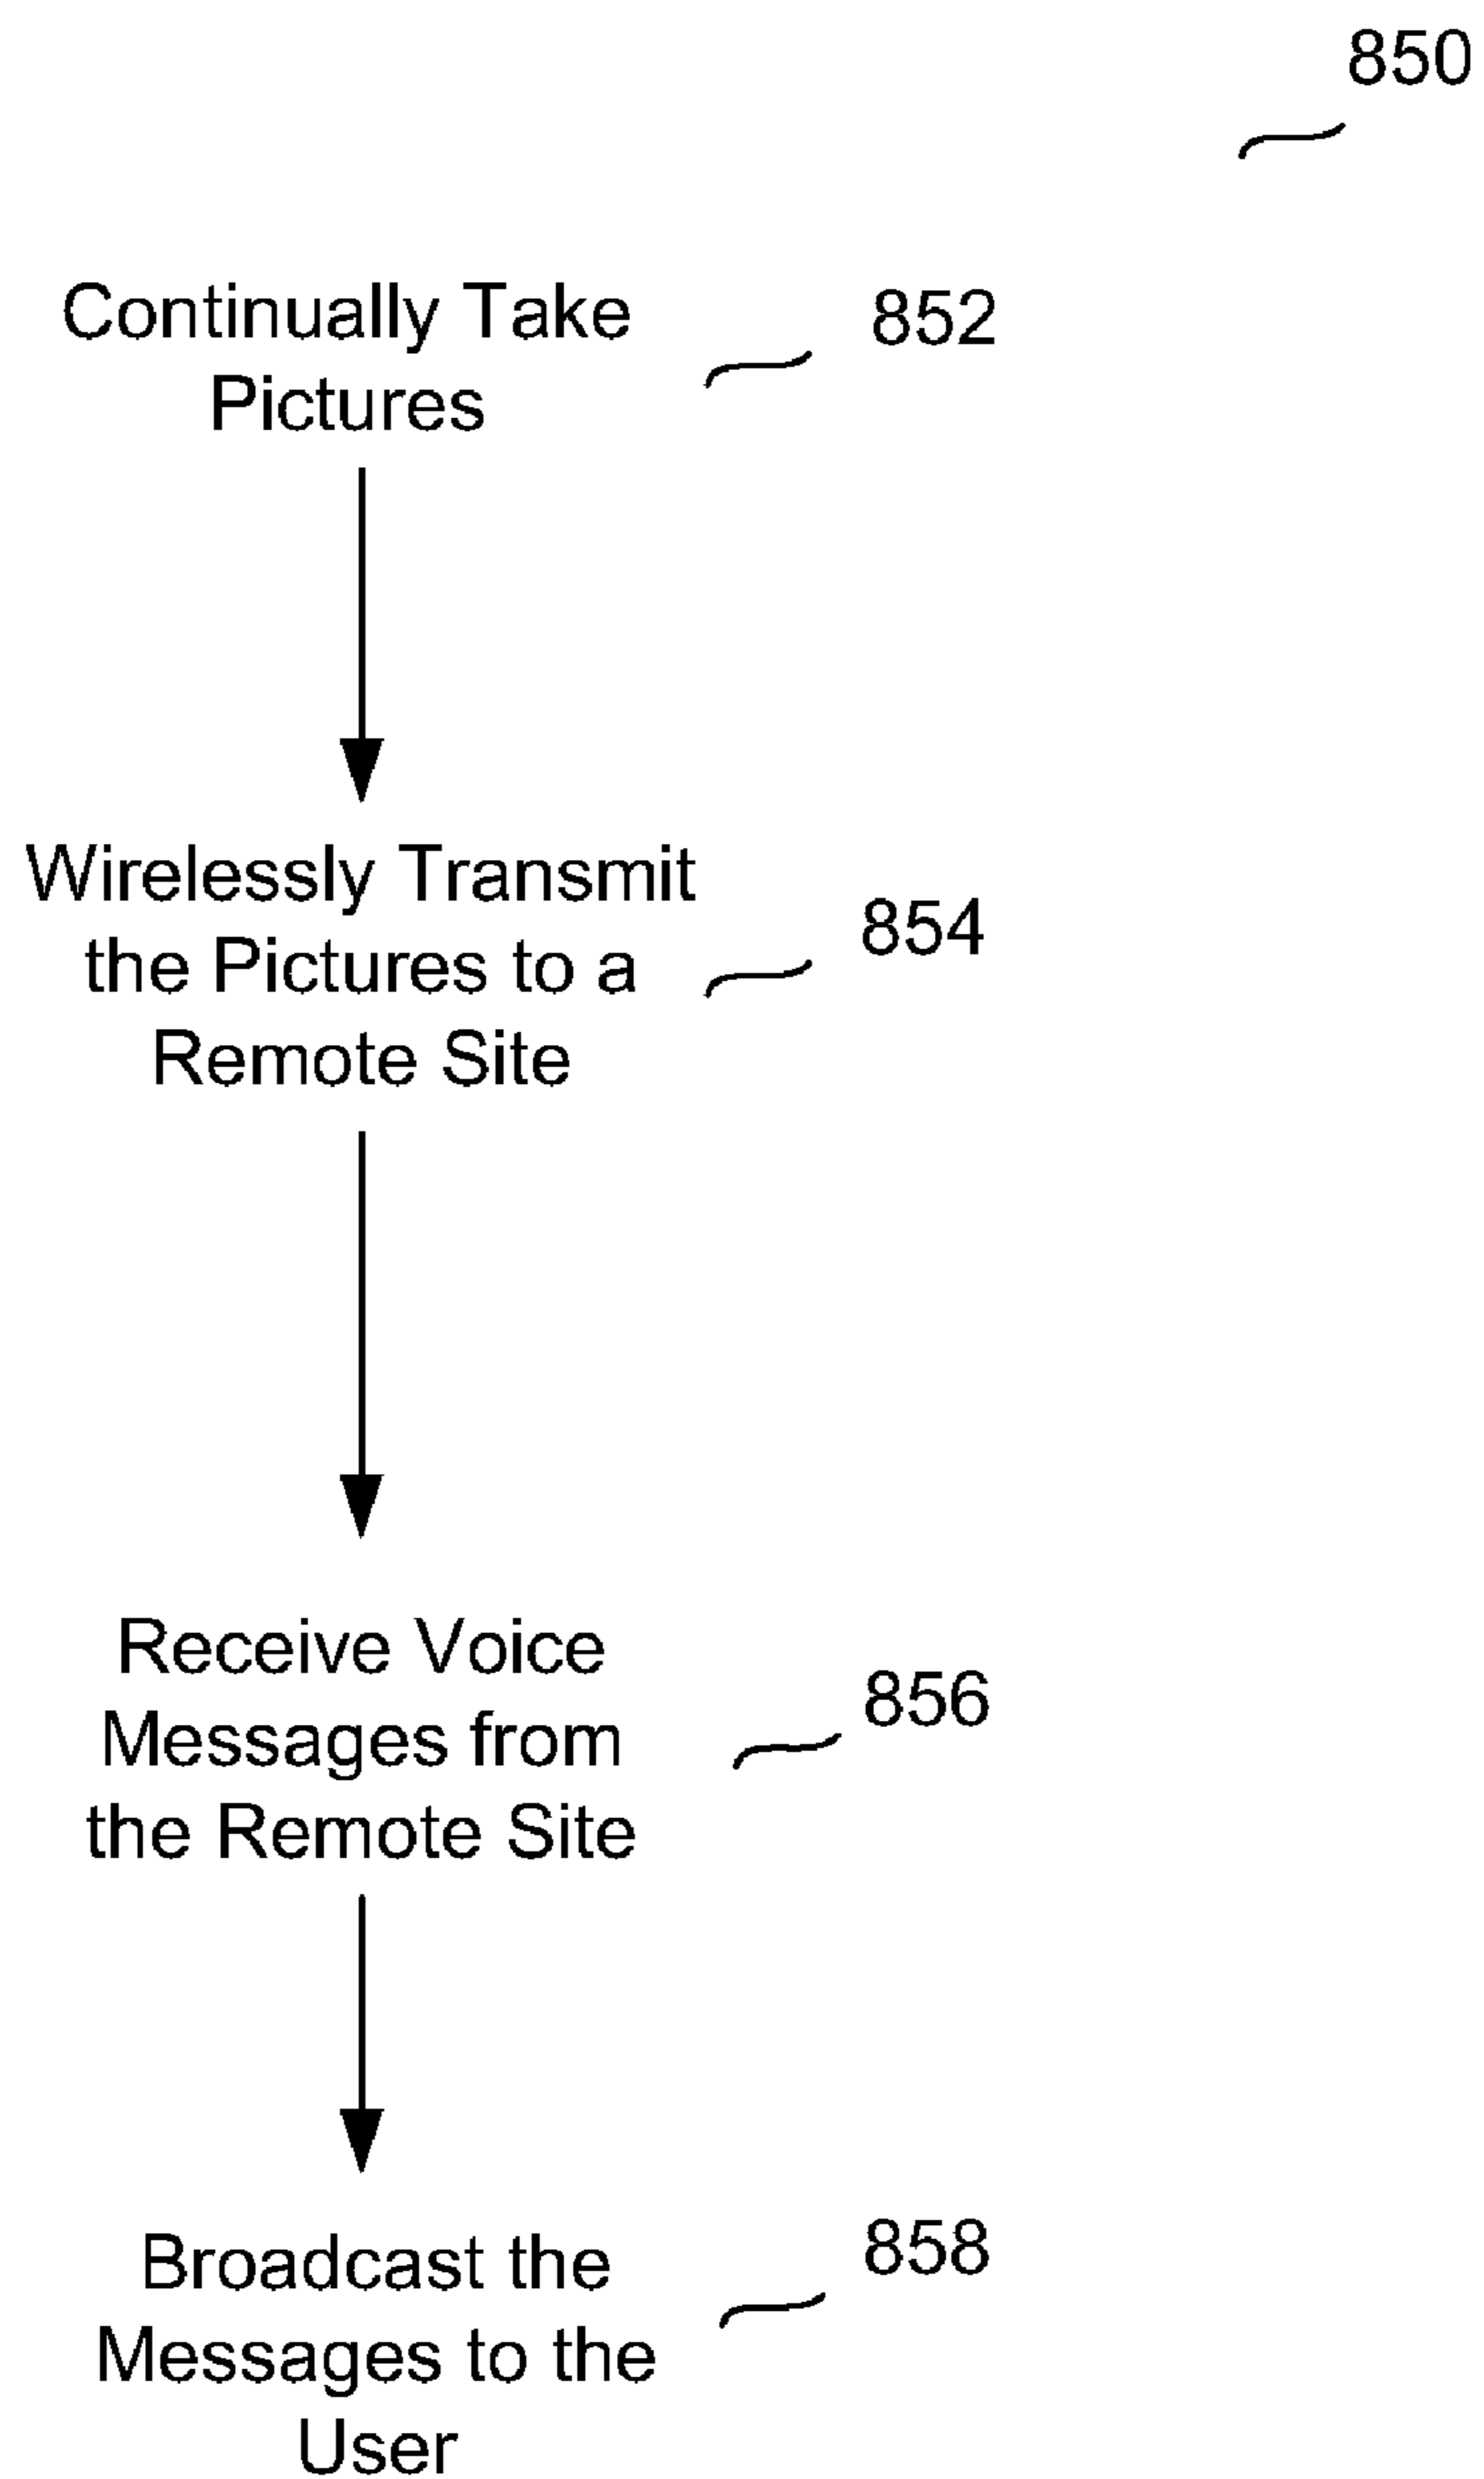 850
Continually Take
Pictures
852
Wirelessly Transmit
the Pictures to a
Remote Site
854
Receive Voice
Messages from
the Remote Site
856
Broadcast the
Messages to the
User
858